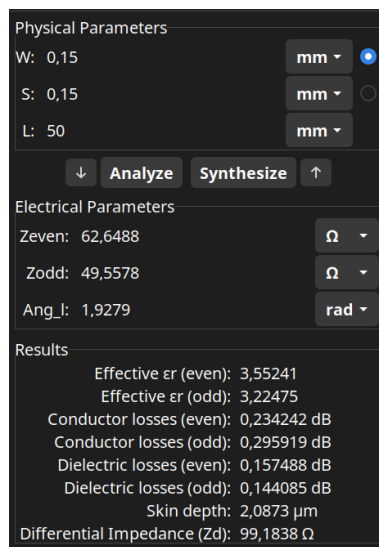 Physical Parameters
W: 0,15 mm
S: 0,15 mm
L: 50 mm
↓ Analyze Synthesize ↑
Electrical Parameters
Zeven: 62,6488 Ω
Zodd: 49,5578 Ω
Ang_l: 1,9279 rad
Results
Effective εr (even): 3,55241
Effective εr (odd): 3,22475
Conductor losses (even): 0,234242 dB
Conductor losses (odd): 0,295919 dB
Dielectric losses (even): 0,157488 dB
Dielectric losses (odd): 0,144085 dB
Skin depth: 2,0873 µm
Differential Impedance (Zd): 99,1838 Ω